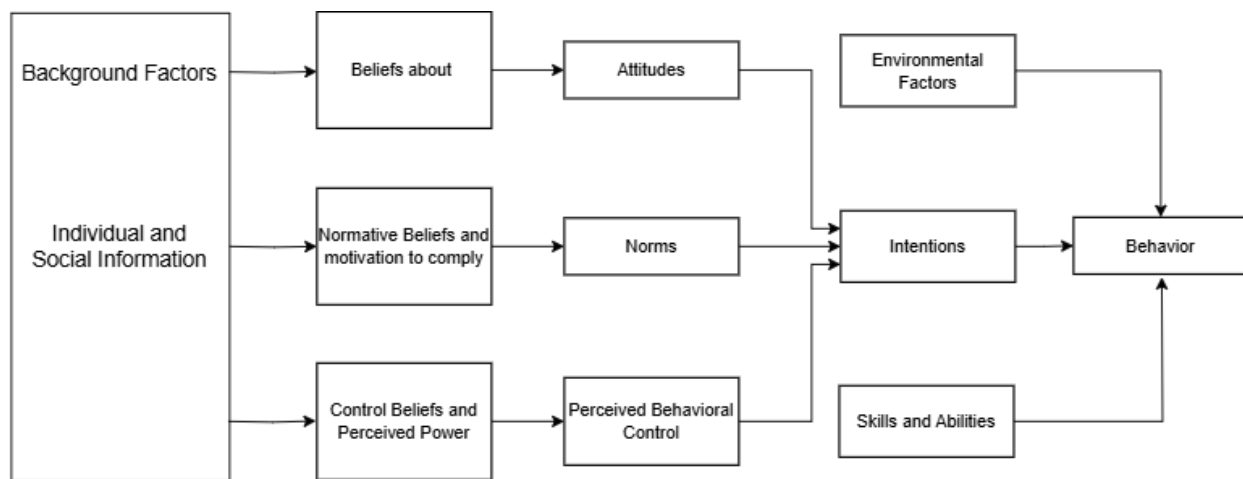 Background Factors
Individual and
Social Information
Beliefs about
Attitudes
Environmental
Factors
Normative Beliefs and
motivation to comply
Norms
Intentions
Behavior
Control Beliefs and
Perceived Power
Perceived Behavioral
Control
Skills and Abilities